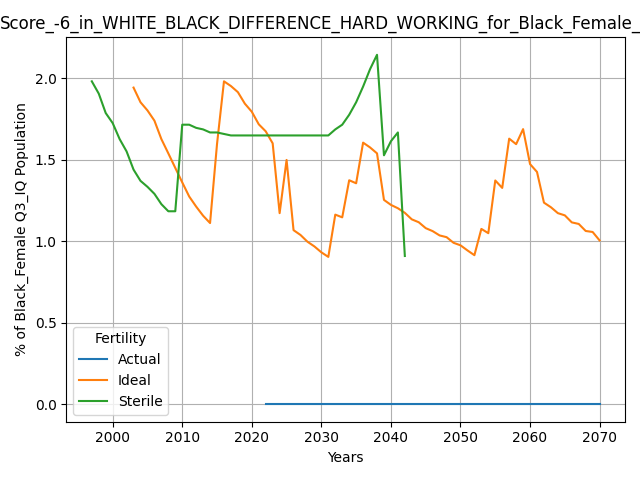 Score_-6_in_WHITE_BLACK_DIFFERENCE_HARD_WORKING_for_Black_Female_
% of Black_Female Q3_IQ Population
2.0
1.5
1.0
0.5
0.0
Fertility
Actual
Ideal
Sterile
2000 2010 2020 2030 2040 2050 2060 2070
Years